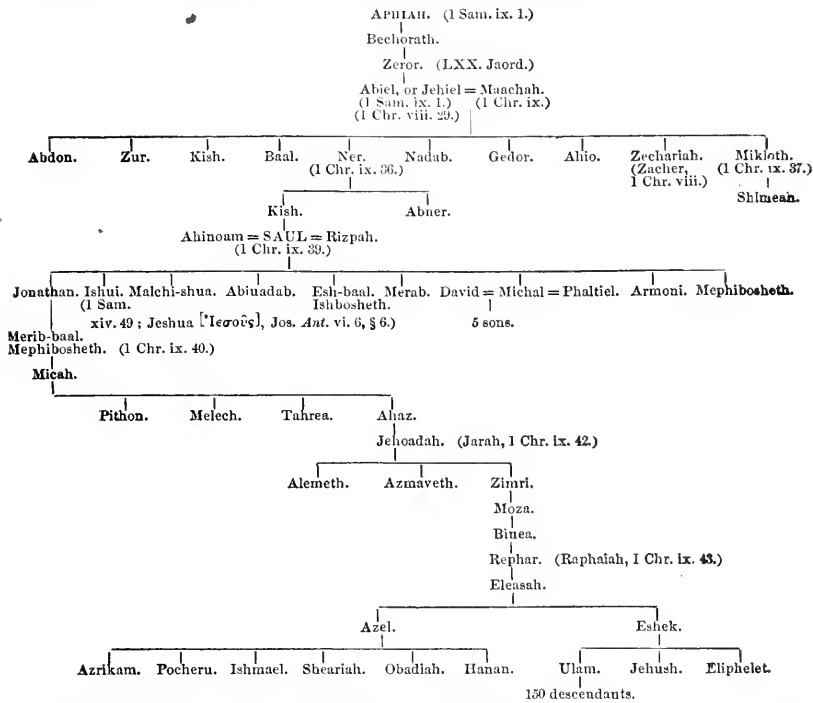 APHIAH. (1 Sam. ix. 1.)
Bechorath.
Zeror. (LXX. Jaord.)
Abiel, or Jehiel = Maachah.
(1 Sam. ix. 1.) (1 Chr. ix.)
(1 Chr. viii. 29.)
Abdon. Zur. Kish. Baal. Ner. Nadab. Gedor. Ahio. Zechariah. Mikloth.
(1 Chr. ix. 36.) (Zacher, (1 Chr. ix. 37.)
1 Chr. viii.)
Shimeah.
Kish. Abner.
Ahinoam = SAUL = Rizpah.
(1 Chr. ix. 39.)
Jonathan. Ishui. Malchi-shua. Abinadab. Esh-baal. Merab. David = Michal = Phaltiel. Armoni. Mephibosheth.
(1 Sam. Ishbosheth.
xiv. 49 ; Jeshua [Ἰεσοῦς], Jos. Ant. vi. 6, § 6.) 5 sons.
Merib-baal.
Mephibosheth. (1 Chr. ix. 40.)
Micah.
Pithon. Melech. Tahrea. Ahaz.
Jehoadah. (Jarah, 1 Chr. ix. 42.)
Alemeth. Azmaveth. Zimri.
Moza.
Binea.
Rephar. (Raphaiah, 1 Chr. ix. 43.)
Eleasah.
Azel. Eshek.
Azrikam. Pocheru. Ishmael. Sheariah. Obadiah. Hanan. Ulam. Jehush. Eliphelet.
150 descendants.